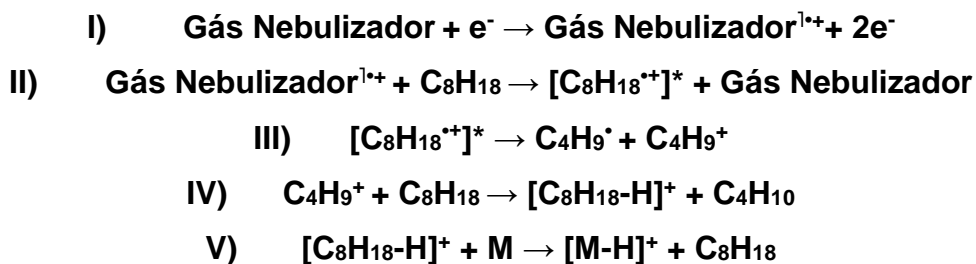 I) Gás Nebulizador + e⁻ → Gás Nebulizador˥•⁺ + 2e⁻
II) Gás Nebulizador˥•⁺ + C₈H₁₈ → [C₈H₁₈•⁺]* + Gás Nebulizador
III) [C₈H₁₈•⁺]* → C₄H₉• + C₄H₉⁺
IV) C₄H₉⁺ + C₈H₁₈ → [C₈H₁₈-H]⁺ + C₄H₁₀
V) [C₈H₁₈-H]⁺ + M → [M-H]⁺ + C₈H₁₈